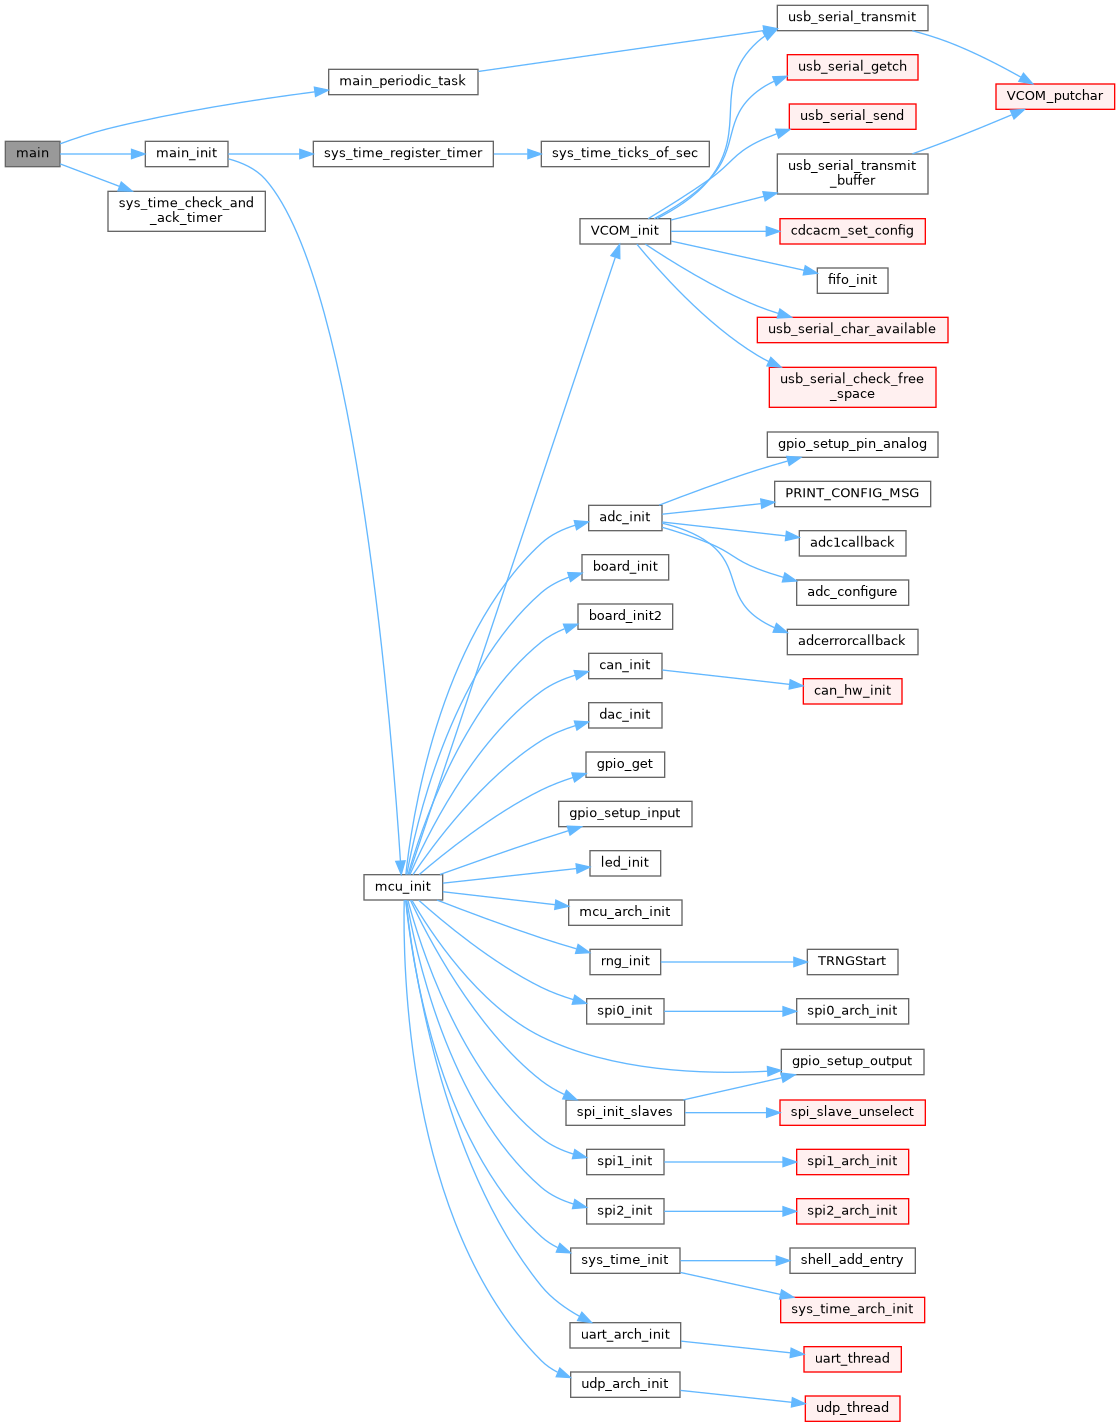 main
main_periodic_task
main_init
sys_time_check_and
_ack_timer
sys_time_register_timer
sys_time_ticks_of_sec
mcu_init
VCOM_init
usb_serial_transmit
VCOM_putchar
usb_serial_getch
usb_serial_send
usb_serial_transmit
_buffer
cdcacm_set_config
fifo_init
usb_serial_char_available
usb_serial_check_free
_space
adc_init
gpio_setup_pin_analog
PRINT_CONFIG_MSG
adc1callback
adc_configure
adcerrorcallback
board_init
board_init2
can_init
can_hw_init
dac_init
gpio_get
gpio_setup_input
led_init
mcu_arch_init
rng_init
TRNGStart
spi0_init
spi0_arch_init
gpio_setup_output
spi_init_slaves
spi_slave_unselect
spi1_init
spi1_arch_init
spi2_init
spi2_arch_init
sys_time_init
shell_add_entry
sys_time_arch_init
uart_arch_init
uart_thread
udp_arch_init
udp_thread